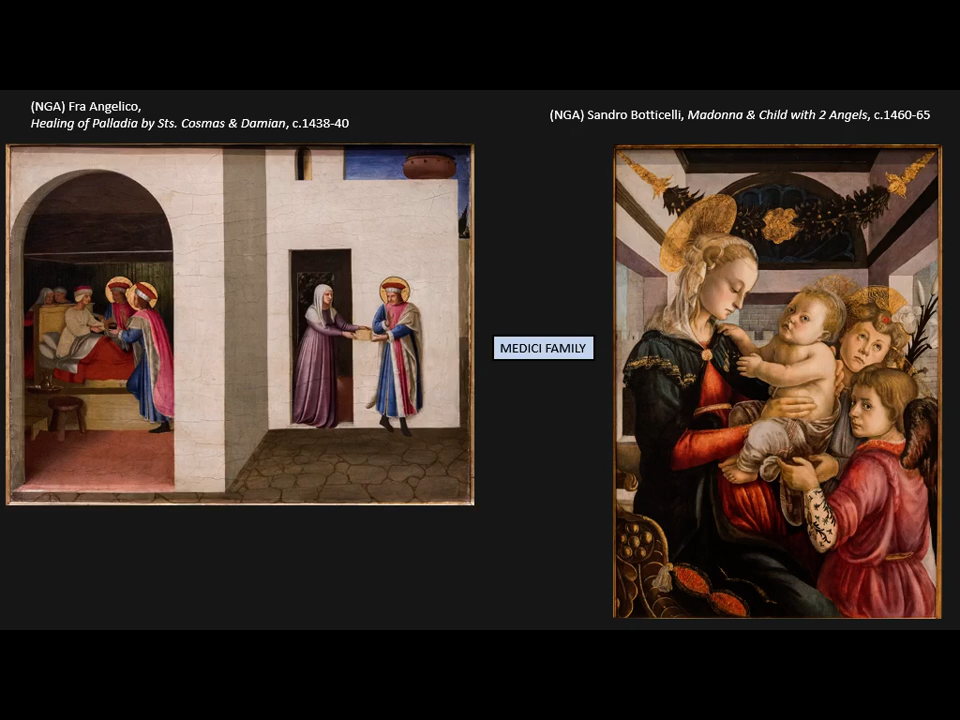 (NGA) Fra Angelico,
Healing of Palladia by Sts. Cosmas & Damian, c.1438-40
(NGA) Sandro Botticelli, Madonna & Child with 2 Angels, c.1460-65
MEDICI FAMILY